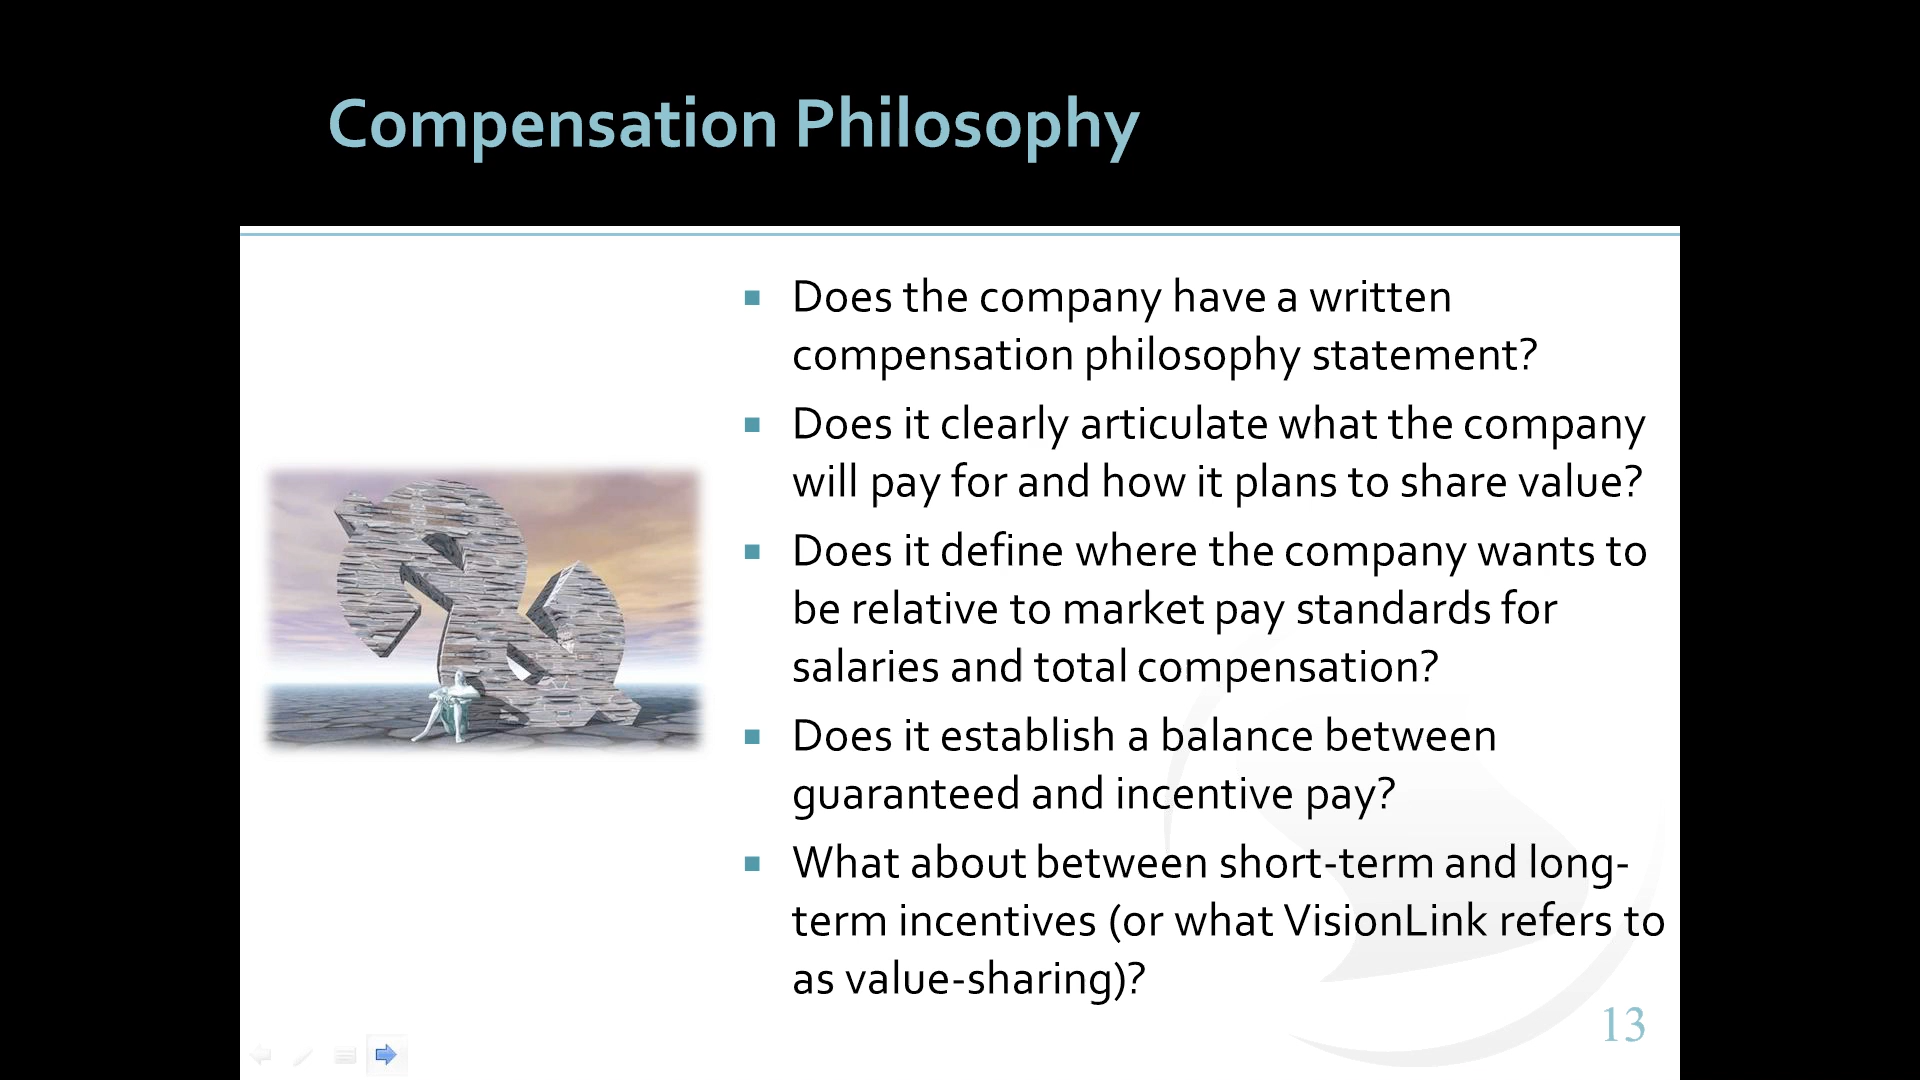 Compensation Philosophy
Does the company have a written
compensation philosophy statement?
Does it clearly articulate what the company
will pay for and how it plans to share value?
Does it define where the company wants to
be relative to market pay standards for
salaries and total compensation?
Does it establish a balance between
guaranteed and incentive pay?
What about between short-term and long-
term incentives (or what VisionLink refers to
as value-sharing)?
13